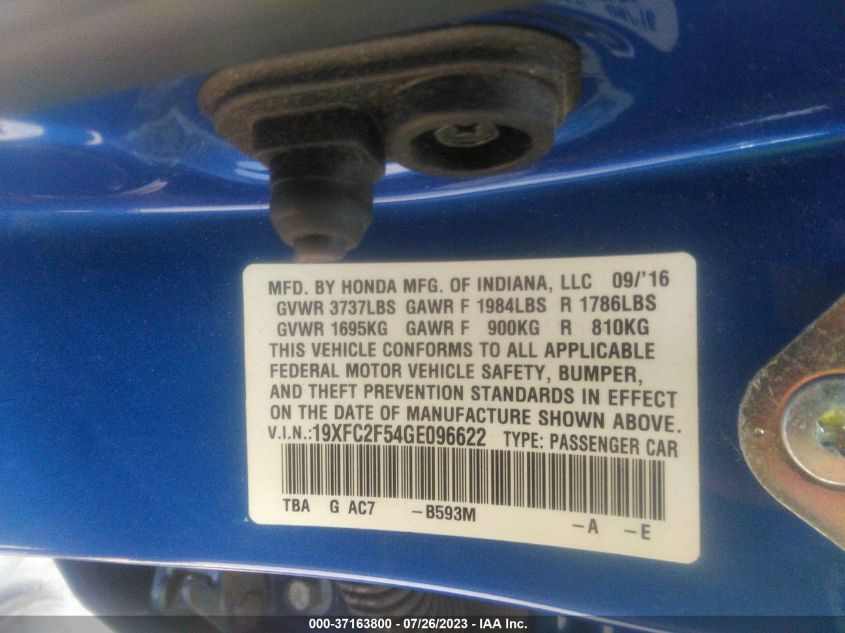 MFD. BY HONDA MFG. OF INDIANA, LLC 09/'16
GVWR 3737LBS GAWR F 1984LBS R 1786LBS
GVWR 1695KG GAWR F 900KG R 810KG
THIS VEHICLE CONFORMS TO ALL APPLICABLE
FEDERAL MOTOR VEHICLE SAFETY, BUMPER,
AND THEFT PREVENTION STANDARDS IN EFFECT
ON THE DATE OF MANUFACTURE SHOWN ABOVE.
V.I.N.:19XFC2F54GE096622 TYPE: PASSENGER CAR
TBA G AC7 -B593M -A -E
000-37163800 - 07/26/2023 - IAA Inc.